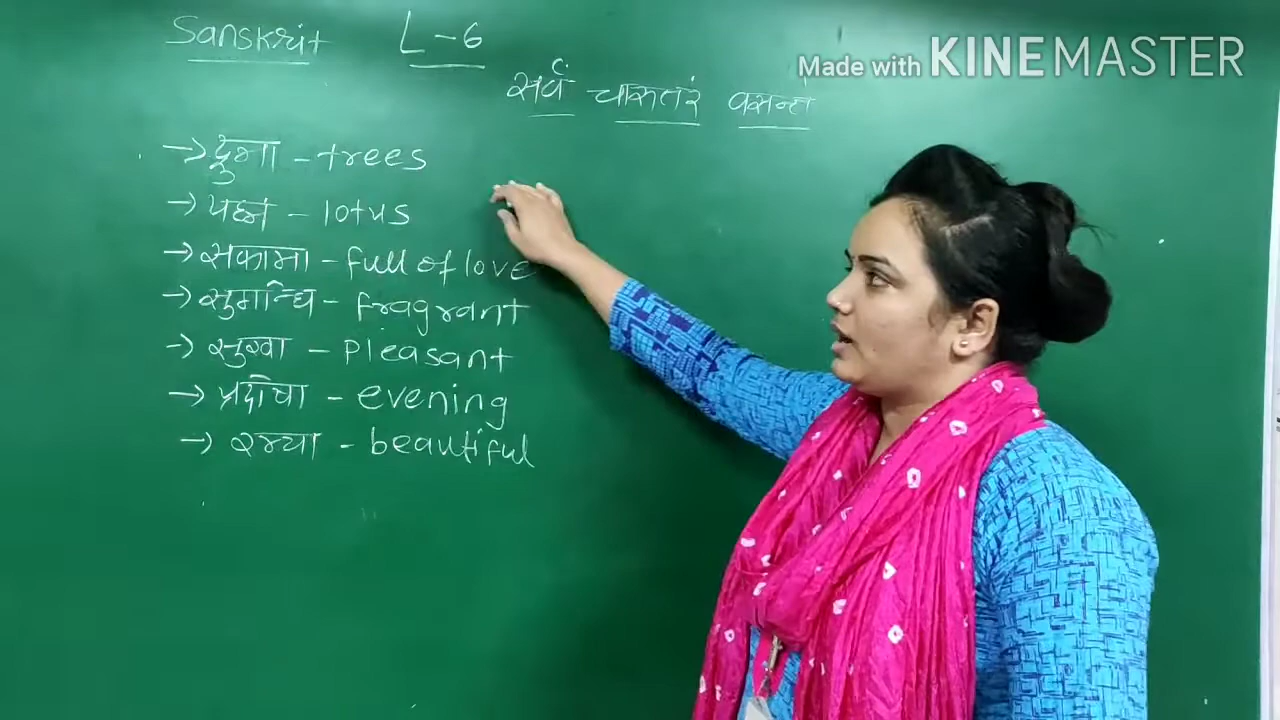 Sanskrit L-6
Made with KINEMASTER
सर्वं चारुतरं वसन्ते
→ द्रुमा - trees
→ पद्म - lotus
→ सकामा - full of love
→ सुगन्धि - fragrant
→ सुखा - pleasant
→ प्रदोषा - evening
→ रम्या - beautiful